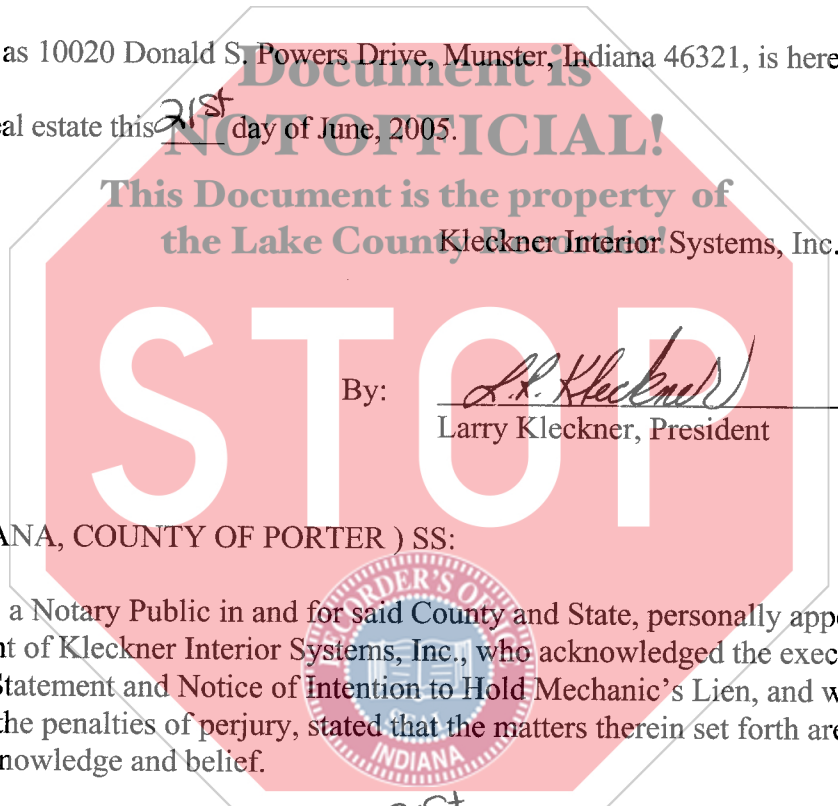 as 10020 Donald S. Powers Drive, Munster, Indiana 46321, is here
Document is
eal estate this 21st day of June, 2005.
NOT OFFICIAL!
This Document is the property of
the Lake County Recorder!
Kleckner Interior Systems, Inc.
STOP
By: L.R. Kleckner
Larry Kleckner, President
ANA, COUNTY OF PORTER ) SS:
RECORDER'S OFFICE
a Notary Public in and for said County and State, personally appe
nt of Kleckner Interior Systems, Inc., who acknowledged the exec
Statement and Notice of Intention to Hold Mechanic's Lien, and w
the penalties of perjury, stated that the matters therein set forth are
nowledge and belief.
SEAL
INDIANA